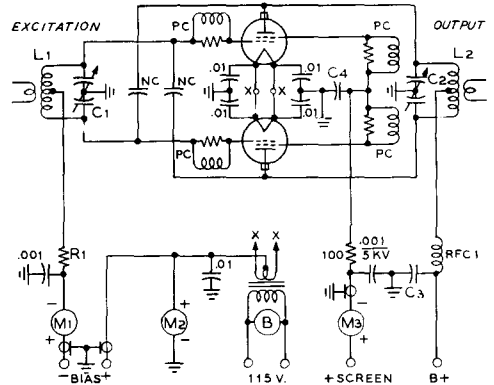 EXCITATION PC PC OUTPUT
L1 L2
NC NC .01 .01 C4 C2
X X
C1 .01 .01
PC PC
.001 R1 .01 X X 100 .001 / 5KV RFC1
C3
- + - 
M1 M2 B M3
+ - +
-BIAS+ 115 V. +SCREEN B+